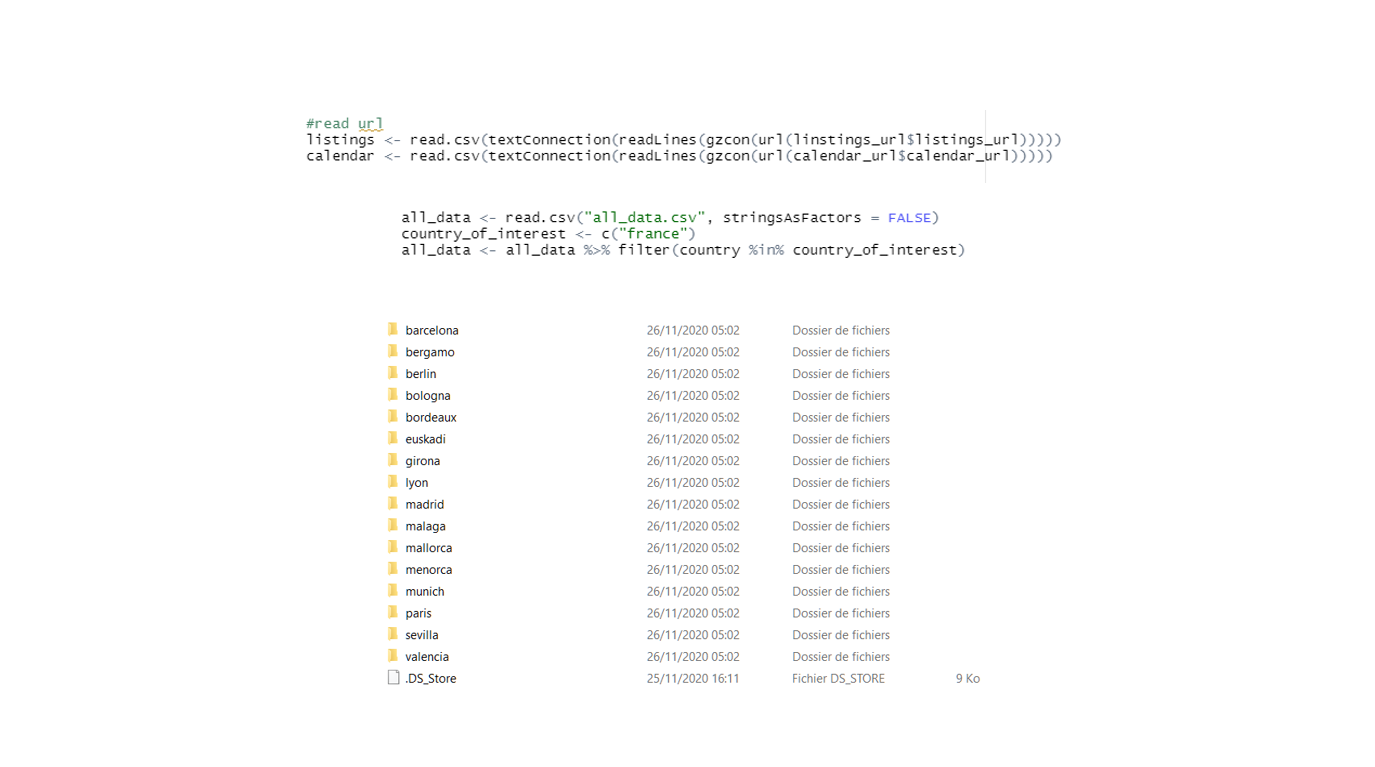 #read url
listings <- read.csv(textConnection(readLines(gzcon(url(linstings_url$listings_url)))))
calendar <- read.csv(textConnection(readLines(gzcon(url(calendar_url$calendar_url)))))
all_data <- read.csv("all_data.csv", stringsAsFactors = FALSE)
country_of_interest <- c("france")
all_data <- all_data %>% filter(country %in% country_of_interest)
barcelona 26/11/2020 05:02 Dossier de fichiers
bergamo 26/11/2020 05:02 Dossier de fichiers
berlin 26/11/2020 05:02 Dossier de fichiers
bologna 26/11/2020 05:02 Dossier de fichiers
bordeaux 26/11/2020 05:02 Dossier de fichiers
euskadi 26/11/2020 05:02 Dossier de fichiers
girona 26/11/2020 05:02 Dossier de fichiers
lyon 26/11/2020 05:02 Dossier de fichiers
madrid 26/11/2020 05:02 Dossier de fichiers
malaga 26/11/2020 05:02 Dossier de fichiers
mallorca 26/11/2020 05:02 Dossier de fichiers
menorca 26/11/2020 05:02 Dossier de fichiers
munich 26/11/2020 05:02 Dossier de fichiers
paris 26/11/2020 05:02 Dossier de fichiers
sevilla 26/11/2020 05:02 Dossier de fichiers
valencia 26/11/2020 05:02 Dossier de fichiers
.DS_Store 25/11/2020 16:11 Fichier DS_STORE 9 Ko